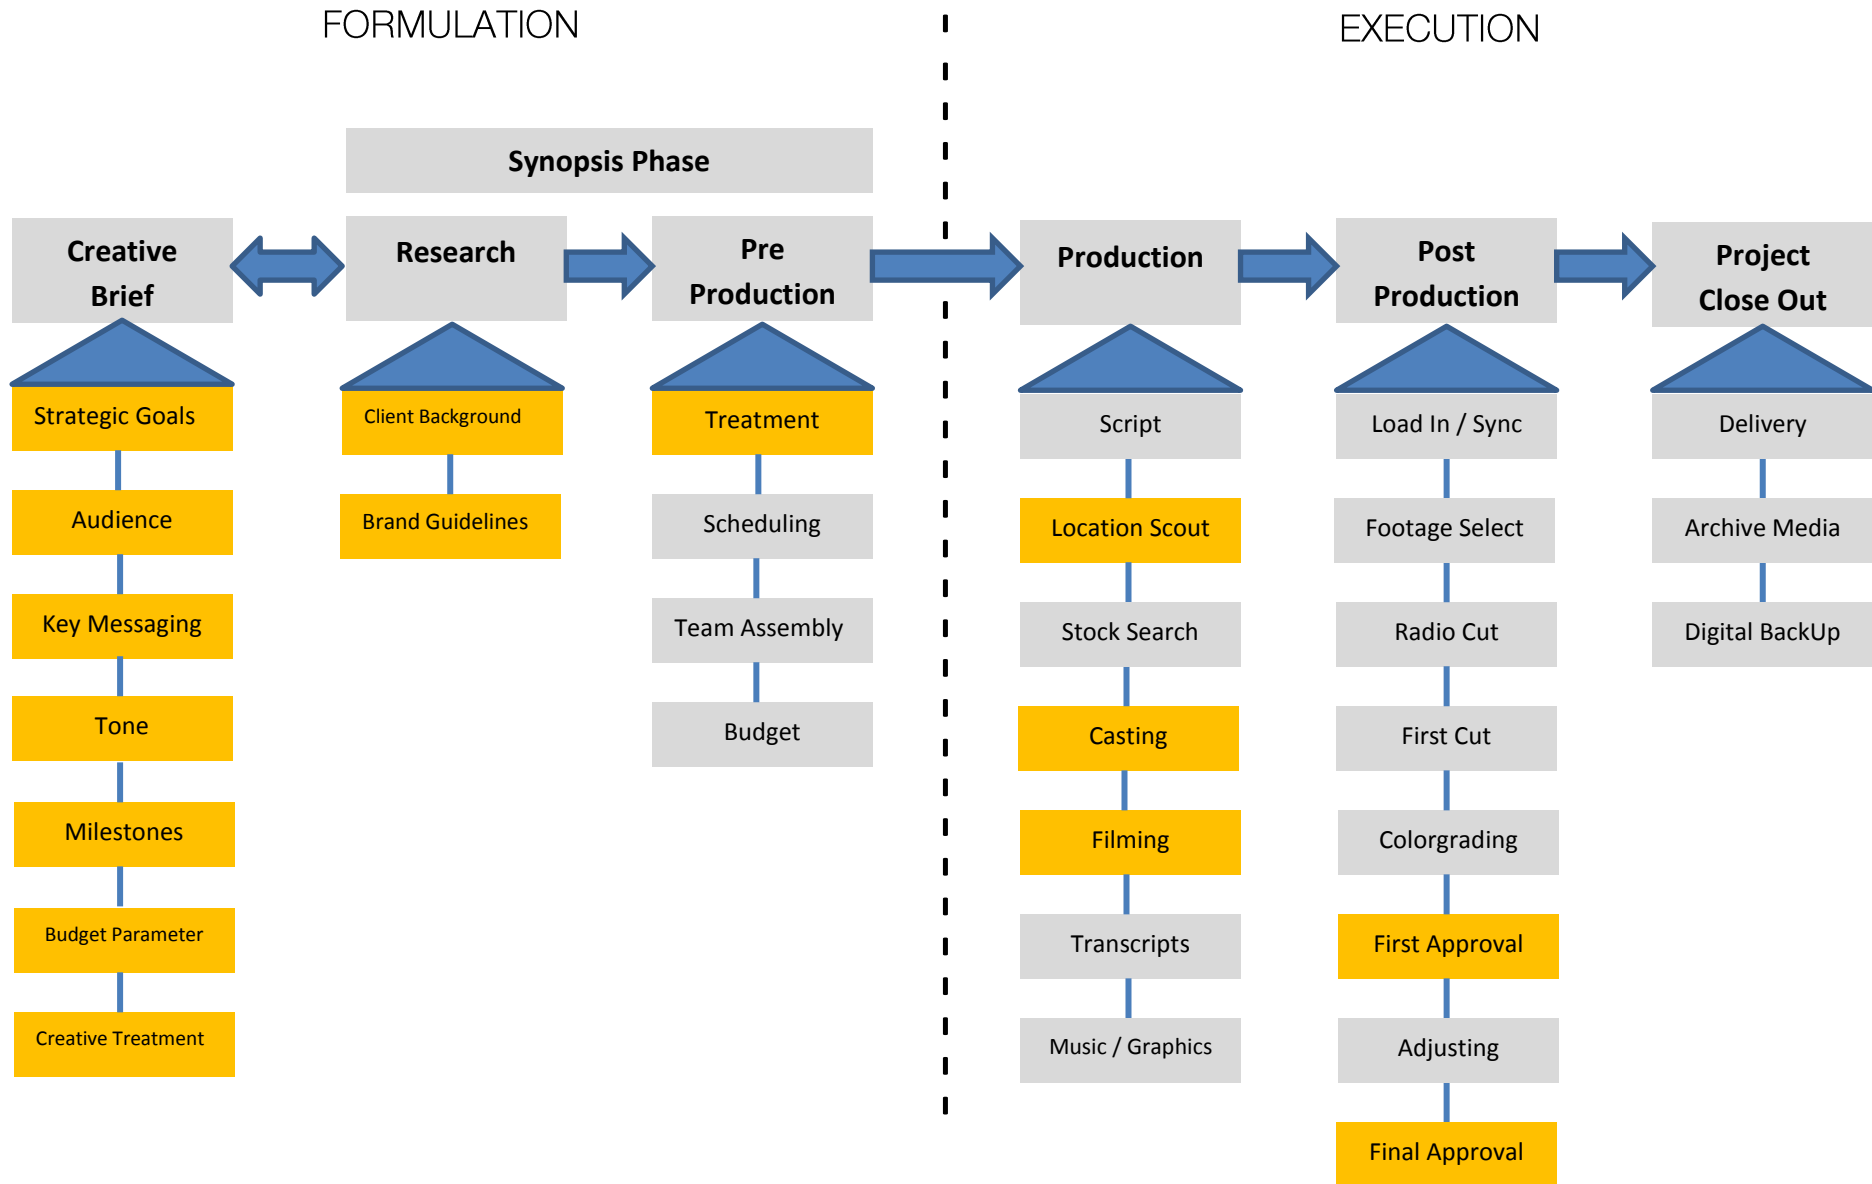 FORMULATION
EXECUTION
Synopsis Phase
Creative
Brief
Research
Pre
Production
Production
Post
Production
Project
Close Out
Strategic Goals
Audience
Key Messaging
Tone
Milestones
Budget Parameter
Creative Treatment
Client Background
Brand Guidelines
Treatment
Scheduling
Team Assembly
Budget
Script
Location Scout
Stock Search
Casting
Filming
Transcripts
Music / Graphics
Load In / Sync
Footage Select
Radio Cut
First Cut
Colorgrading
First Approval
Adjusting
Final Approval
Delivery
Archive Media
Digital BackUp